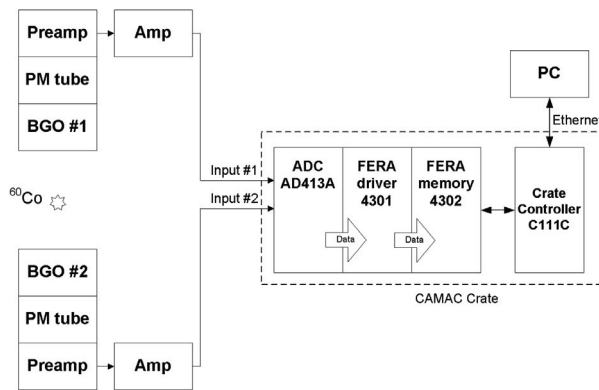 Preamp
Amp
PM tube
BGO #1
PC
Ethernet
Input #1
ADC
AD413A
FERA
driver
4301
FERA
memory
4302
Crate
Controller
C111C
Input #2
60Co
Data
Data
BGO #2
PM tube
Preamp
Amp
CAMAC Crate